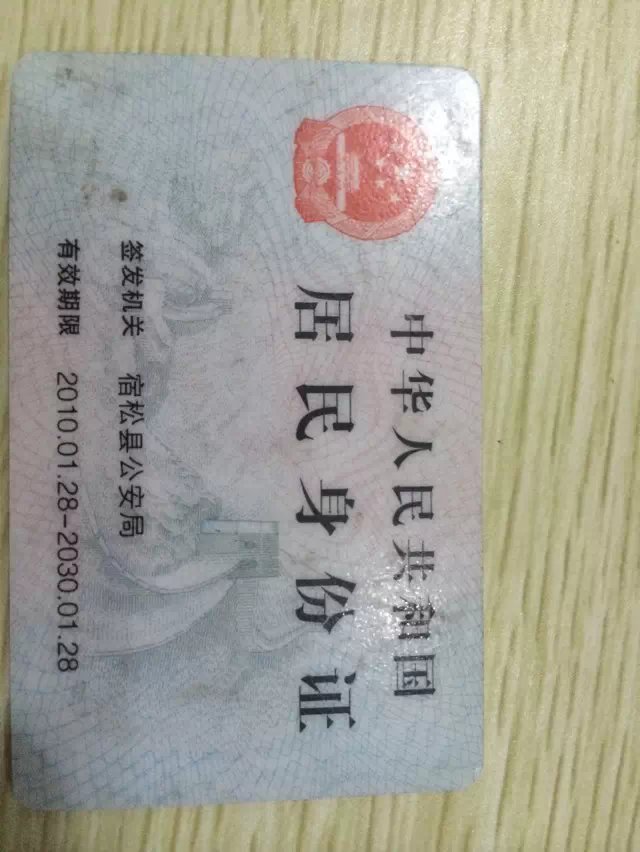 中华人民共和国
居民身份证
签发机关 宿松县公安局
有效期限 2010.01.28-2030.01.28